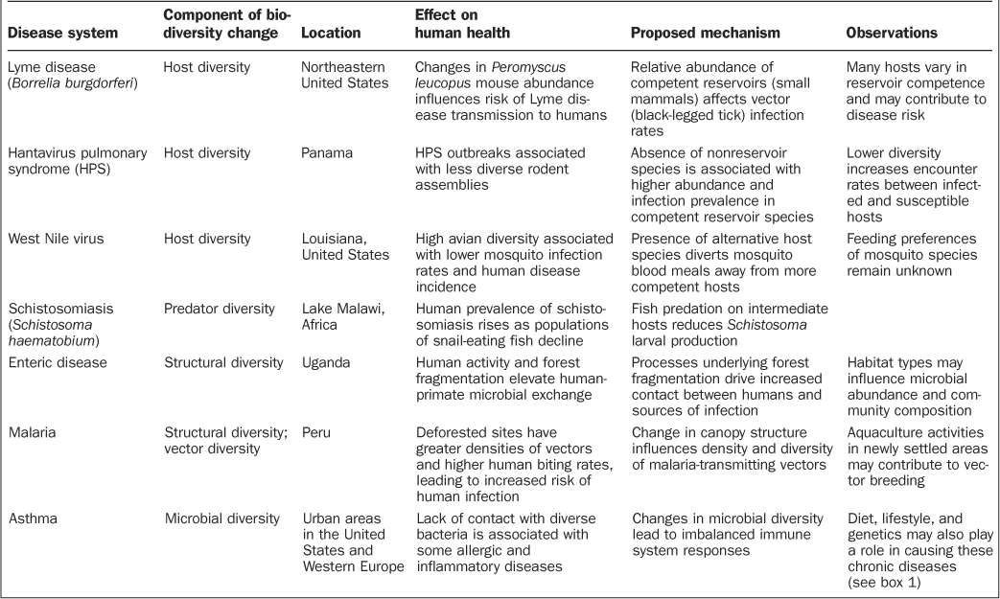 Disease system
Component of bio-
diversity change
Location
Effect on
human health
Proposed mechanism
Observations
Lyme disease
(Borrelia burgdorferi)
Host diversity
Northeastern
United States
Changes in Peromyscus
leucopus mouse abundance
influences risk of Lyme dis-
ease transmission to humans
Relative abundance of
competent reservoirs (small
mammals) affects vector
(black-legged tick) infection
rates
Many hosts vary in
reservoir competence
and may contribute to
disease risk
Hantavirus pulmonary
syndrome (HPS)
Host diversity
Panama
HPS outbreaks associated
with less diverse rodent
assemblies
Absence of nonreservoir
species is associated with
higher abundance and
infection prevalence in
competent reservoir species
Lower diversity
increases encounter
rates between infect-
ed and susceptible
hosts
West Nile virus
Host diversity
Louisiana,
United States
High avian diversity associated
with lower mosquito infection
rates and human disease
incidence
Presence of alternative host
species diverts mosquito
blood meals away from more
competent hosts
Feeding preferences
of mosquito species
remain unknown
Schistosomiasis
(Schistosoma
haematobium)
Predator diversity
Lake Malawi,
Africa
Human prevalence of schisto-
somiasis rises as populations
of snail-eating fish decline
Fish predation on intermediate
hosts reduces Schistosoma
larval production
Enteric disease
Structural diversity
Uganda
Human activity and forest
fragmentation elevate human-
primate microbial exchange
Processes underlying forest
fragmentation drive increased
contact between humans and
sources of infection
Habitat types may
influence microbial
abundance and com-
munity composition
Malaria
Structural diversity;
vector diversity
Peru
Deforested sites have
greater densities of vectors
and higher human biting rates,
leading to increased risk of
human infection
Change in canopy structure
influences density and diversity
of malaria-transmitting vectors
Aquaculture activities
in newly settled areas
may contribute to vec-
tor breeding
Asthma
Microbial diversity
Urban areas
in the United
States and
Western Europe
Lack of contact with diverse
bacteria is associated with
some allergic and
inflammatory diseases
Changes in microbial diversity
lead to imbalanced immune
system responses
Diet, lifestyle, and
genetics may also play
a role in causing these
chronic diseases
(see box 1)